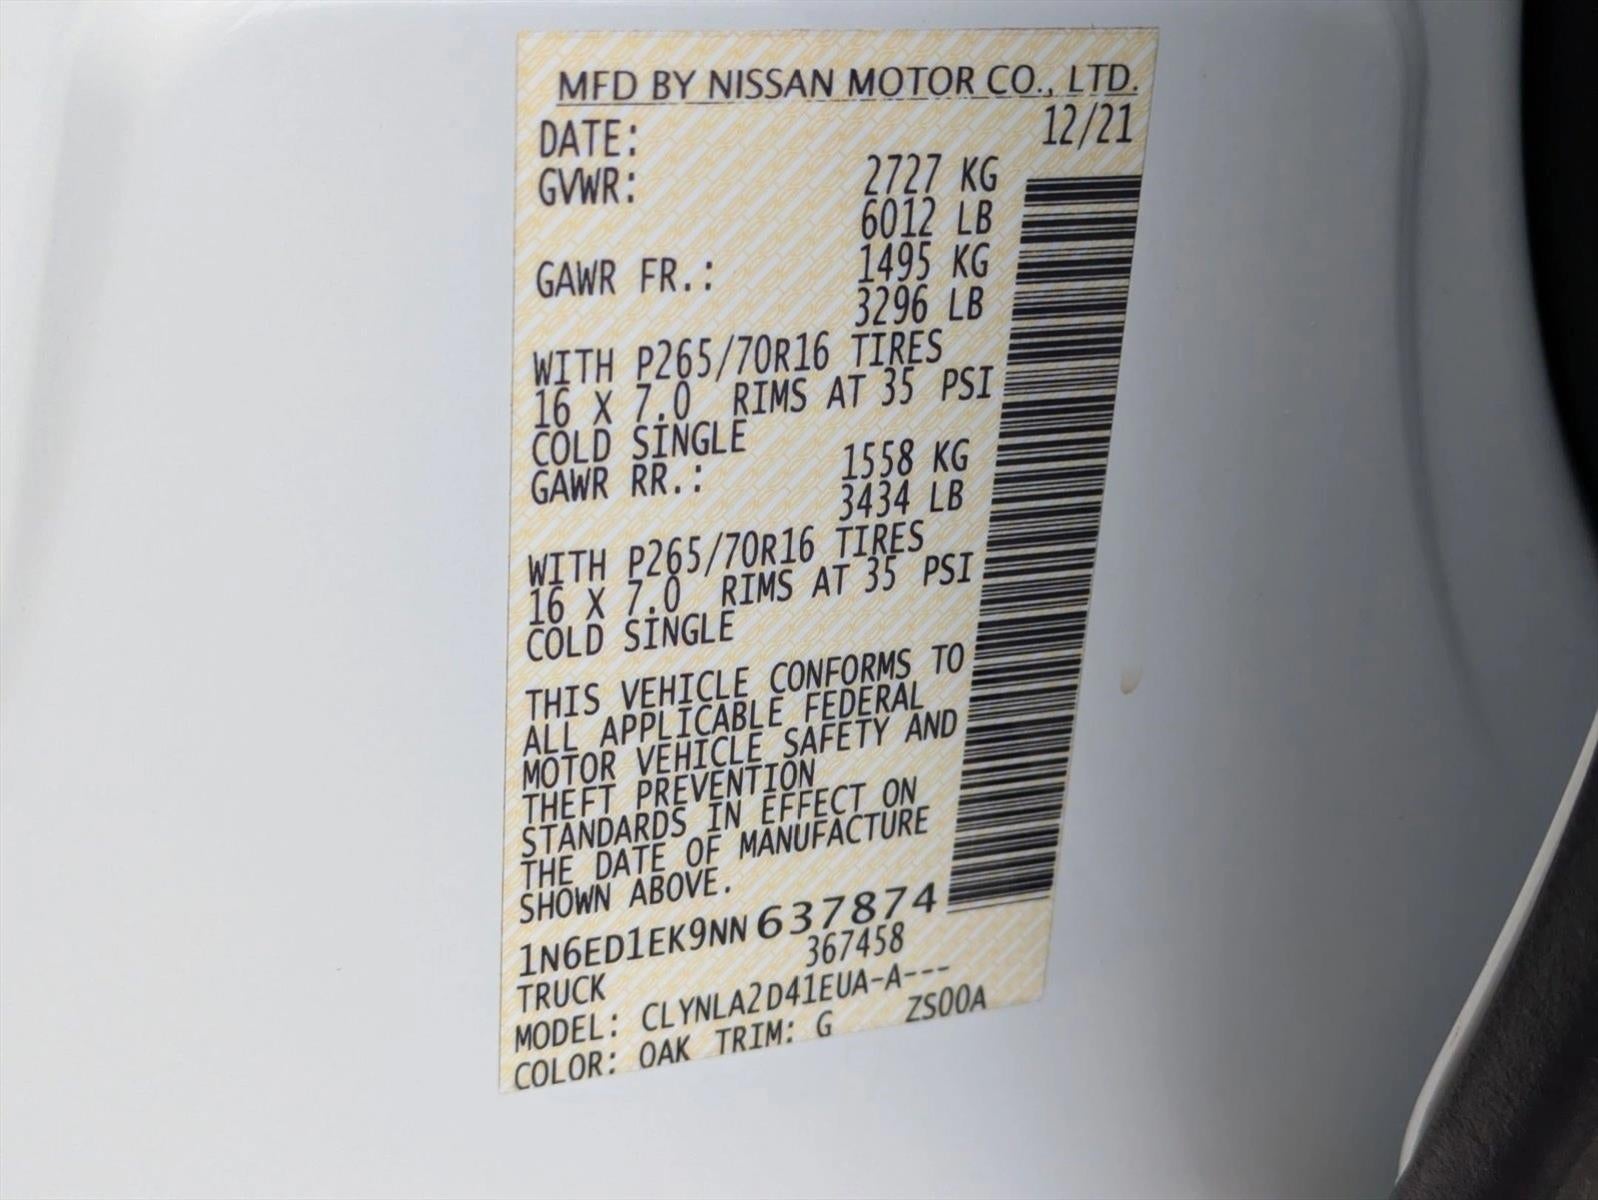 MFD BY NISSAN MOTOR CO., LTD.
DATE: 12/21
GVWR: 2727 KG
6012 LB
GAWR FR.: 1495 KG
3296 LB
WITH P265/70R16 TIRES
16 X 7.0 RIMS AT 35 PSI
COLD SINGLE
GAWR RR.: 1558 KG
3434 LB
WITH P265/70R16 TIRES
16 X 7.0 RIMS AT 35 PSI
COLD SINGLE
THIS VEHICLE CONFORMS TO
ALL APPLICABLE FEDERAL
MOTOR VEHICLE SAFETY AND
THEFT PREVENTION
STANDARDS IN EFFECT ON
THE DATE OF MANUFACTURE
SHOWN ABOVE.
1N6ED1EK9NN637874
TRUCK 367458
MODEL: CLYNLA2D41EUA-A---
COLOR: OAK TRIM: G ZS00A